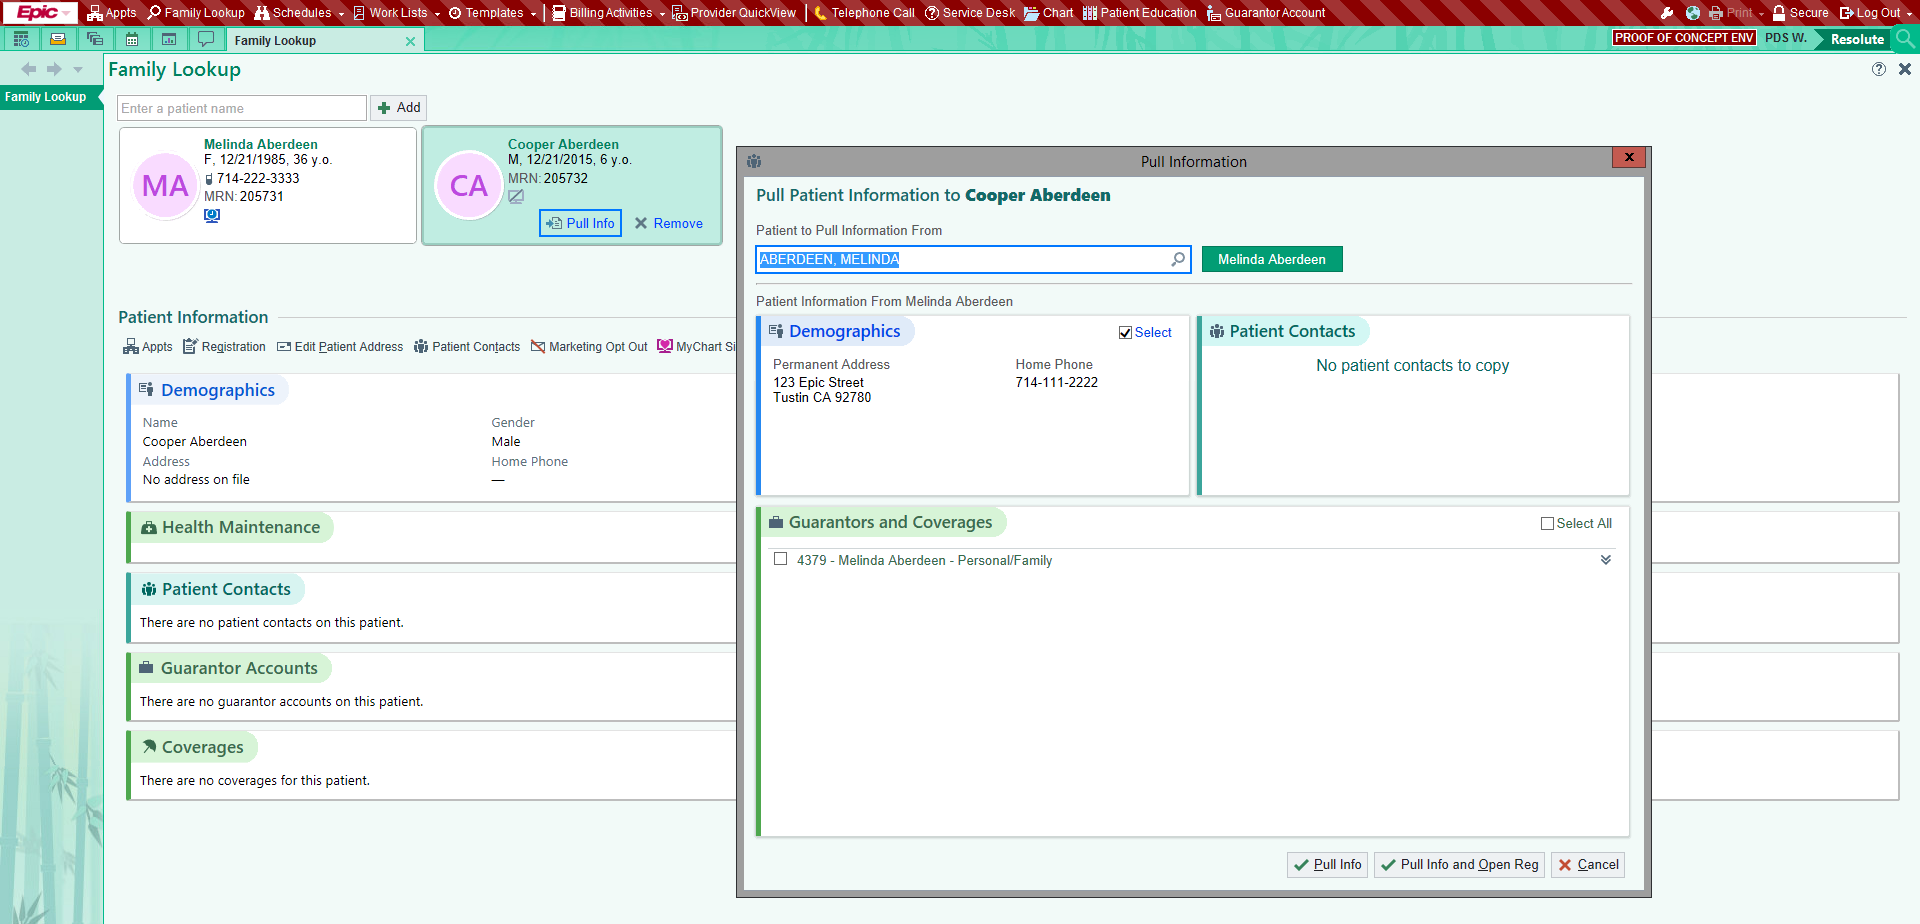 Epic Appts Family Lookup Schedules Work Lists Templates Billing Activities Provider QuickView Telephone Call Service Desk Chart Patient Education Guarantor Account Print Secure Log Out
Family Lookup PROOF OF CONCEPT ENV PDS W. Resolute
Family Lookup
Family Lookup
Enter a patient name Add
Melinda Aberdeen
F, 12/21/1985, 36 y.o.
714-222-3333
MRN: 205731
MA
Cooper Aberdeen
M, 12/21/2015, 6 y.o.
MRN: 205732
CA
Pull Info Remove
Patient Information
Appts Registration Edit Patient Address Patient Contacts Marketing Opt Out MyChart Si
Demographics
Name Gender
Cooper Aberdeen Male
Address Home Phone
No address on file —
Health Maintenance
Patient Contacts
There are no patient contacts on this patient.
Guarantor Accounts
There are no guarantor accounts on this patient.
Coverages
There are no coverages for this patient.
Pull Information x
Pull Patient Information to Cooper Aberdeen
Patient to Pull Information From
ABERDEEN, MELINDA Melinda Aberdeen
Patient Information From Melinda Aberdeen
Demographics Select
Permanent Address Home Phone
123 Epic Street 714-111-2222
Tustin CA 92780
Patient Contacts
No patient contacts to copy
Guarantors and Coverages Select All
4379 - Melinda Aberdeen - Personal/Family
Pull Info Pull Info and Open Reg Cancel